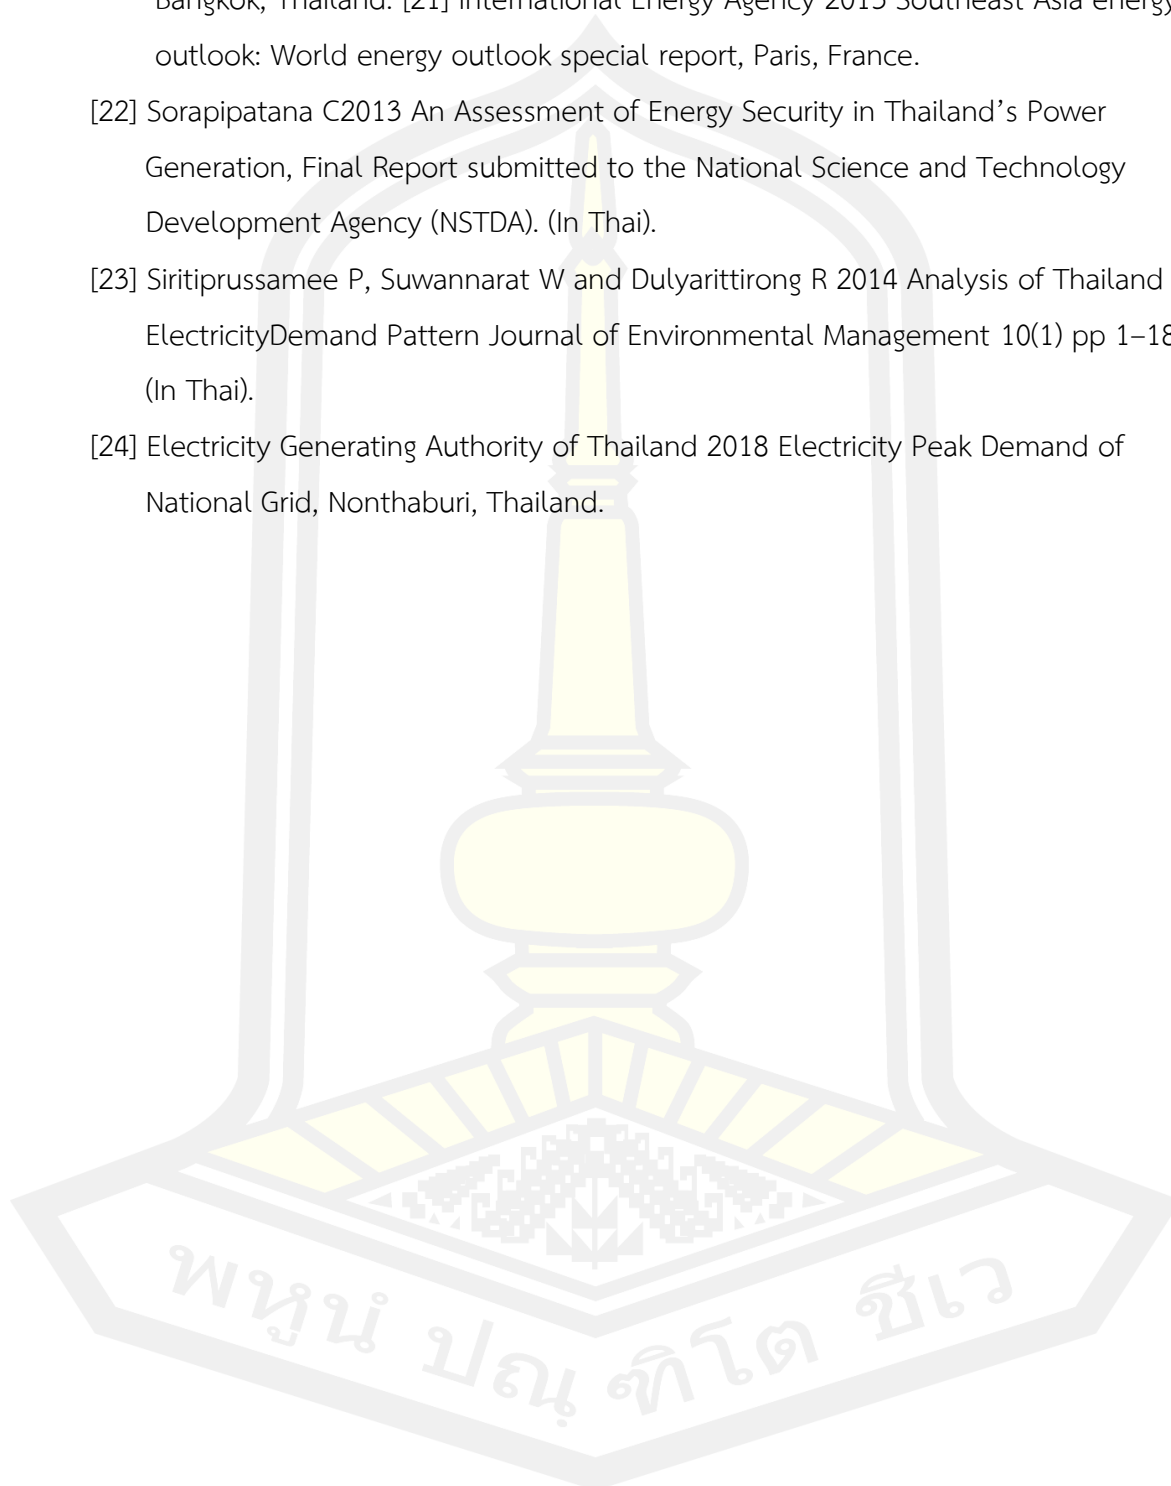 Bangkok, Thailand. [21] International Energy Agency 2015 Southeast Asia energy
outlook: World energy outlook special report, Paris, France.
[22] Sorapipatana C2013 An Assessment of Energy Security in Thailand’s Power
Generation, Final Report submitted to the National Science and Technology
Development Agency (NSTDA). (In Thai).
[23] Siritiprussamee P, Suwannarat W and Dulyarittirong R 2014 Analysis of Thailand
ElectricityDemand Pattern Journal of Environmental Management 10(1) pp 1–18
(In Thai).
[24] Electricity Generating Authority of Thailand 2018 Electricity Peak Demand of
National Grid, Nonthaburi, Thailand.
พหูนํ ปณฺฑิโต ชีเว